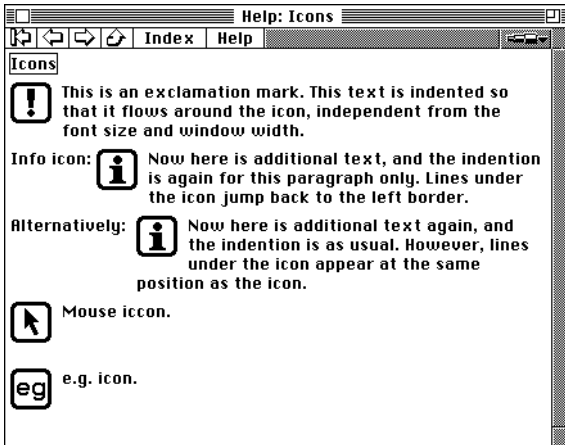 Help: Icons
Index Help
Icons
This is an exclamation mark. This text is indented so
that it flows around the icon, independent from the
font size and window width.
Info icon: Now here is additional text, and the indention
is again for this paragraph only. Lines under
the icon jump back to the left border.
Alternatively: Now here is additional text again, and
the indention is as usual. However, lines
under the icon appear at the same
position as the icon.
Mouse iccon.
eg e.g. icon.